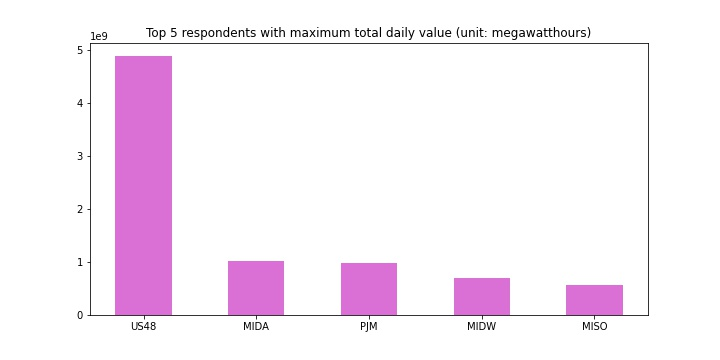 Top 5 respondents with maximum total daily value (unit: megawatthours)
1e9
5
4
3
2
1
0
US48 MIDA PJM MIDW MISO